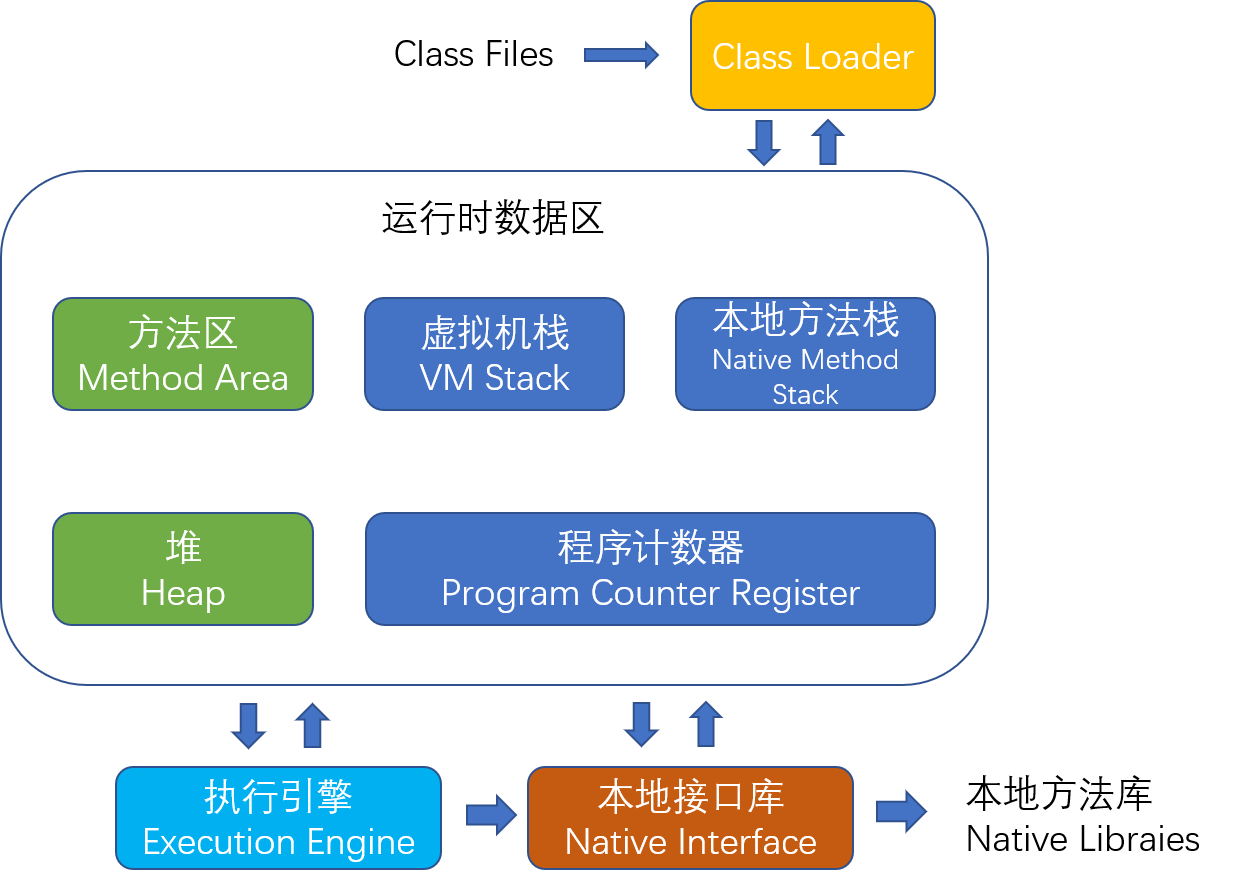 Class Files
Class Loader
运行时数据区
方法区
Method Area
虚拟机栈
VM Stack
本地方法栈
Native Method
Stack
堆
Heap
程序计数器
Program Counter Register
执行引擎
Execution Engine
本地接口库
Native Interface
本地方法库
Native Libraies